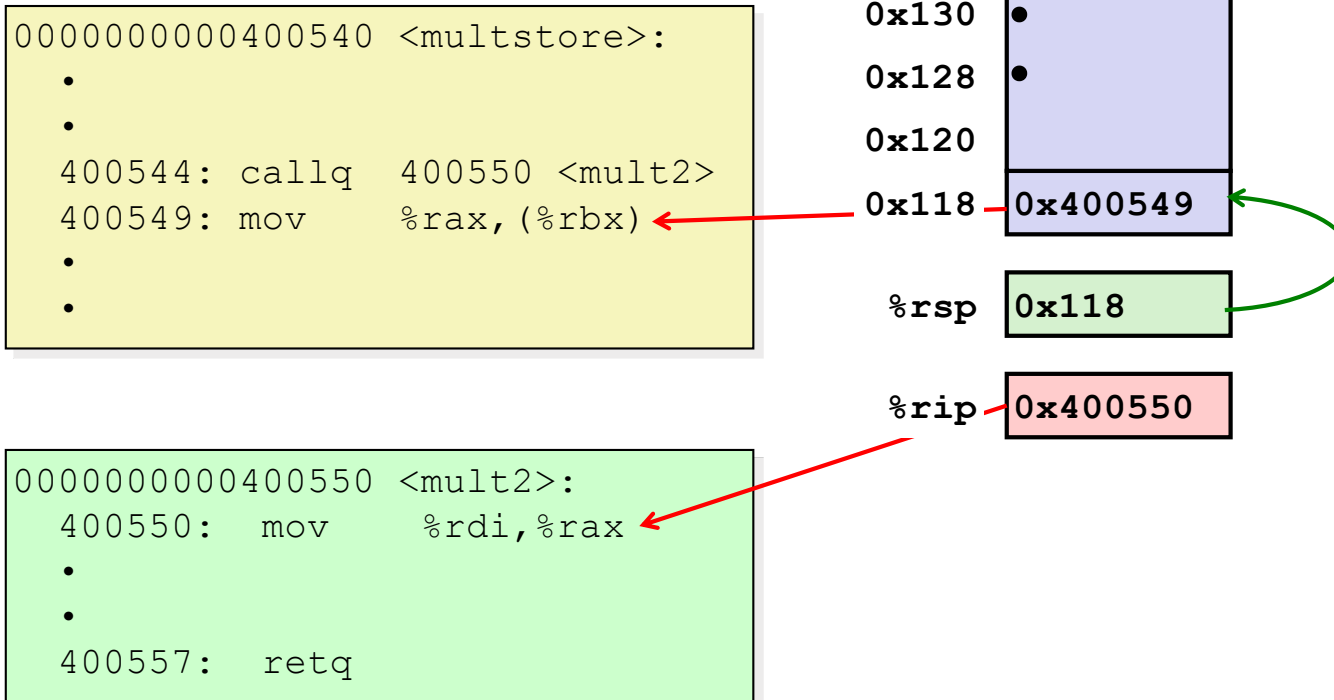 0000000000400540 <multstore>:
•
•
400544: callq 400550 <mult2>
400549: mov %rax,(%rbx)
•
•
0000000000400550 <mult2>:
400550: mov %rdi,%rax
•
•
400557: retq
0x130 •
0x128 •
0x120
0x118 0x400549
%rsp 0x118
%rip 0x400550